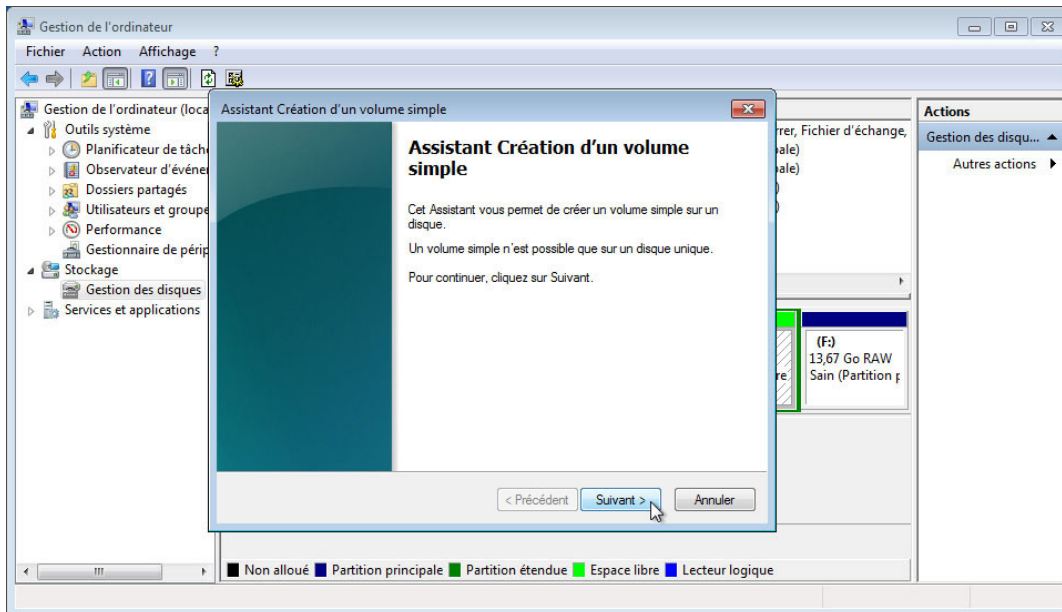 Gestion de l'ordinateur
Fichier Action Affichage ?
Gestion de l'ordinateur (loca
Outils système
Planificateur de tâch
Observateur d'événe
Dossiers partagés
Utilisateurs et groupe
Performance
Gestionnaire de périp
Stockage
Gestion des disques
Services et applications
Assistant Création d'un volume simple
Assistant Création d'un volume
simple
Cet Assistant vous permet de créer un volume simple sur un
disque.
Un volume simple n'est possible que sur un disque unique.
Pour continuer, cliquez sur Suivant.
< Précédent Suivant > Annuler
rrer, Fichier d'échange,
pale)
pale)
)
)
re
(F:)
13,67 Go RAW
Sain (Partition p
Non alloué Partition principale Partition étendue Espace libre Lecteur logique
Actions
Gestion des disqu...
Autres actions